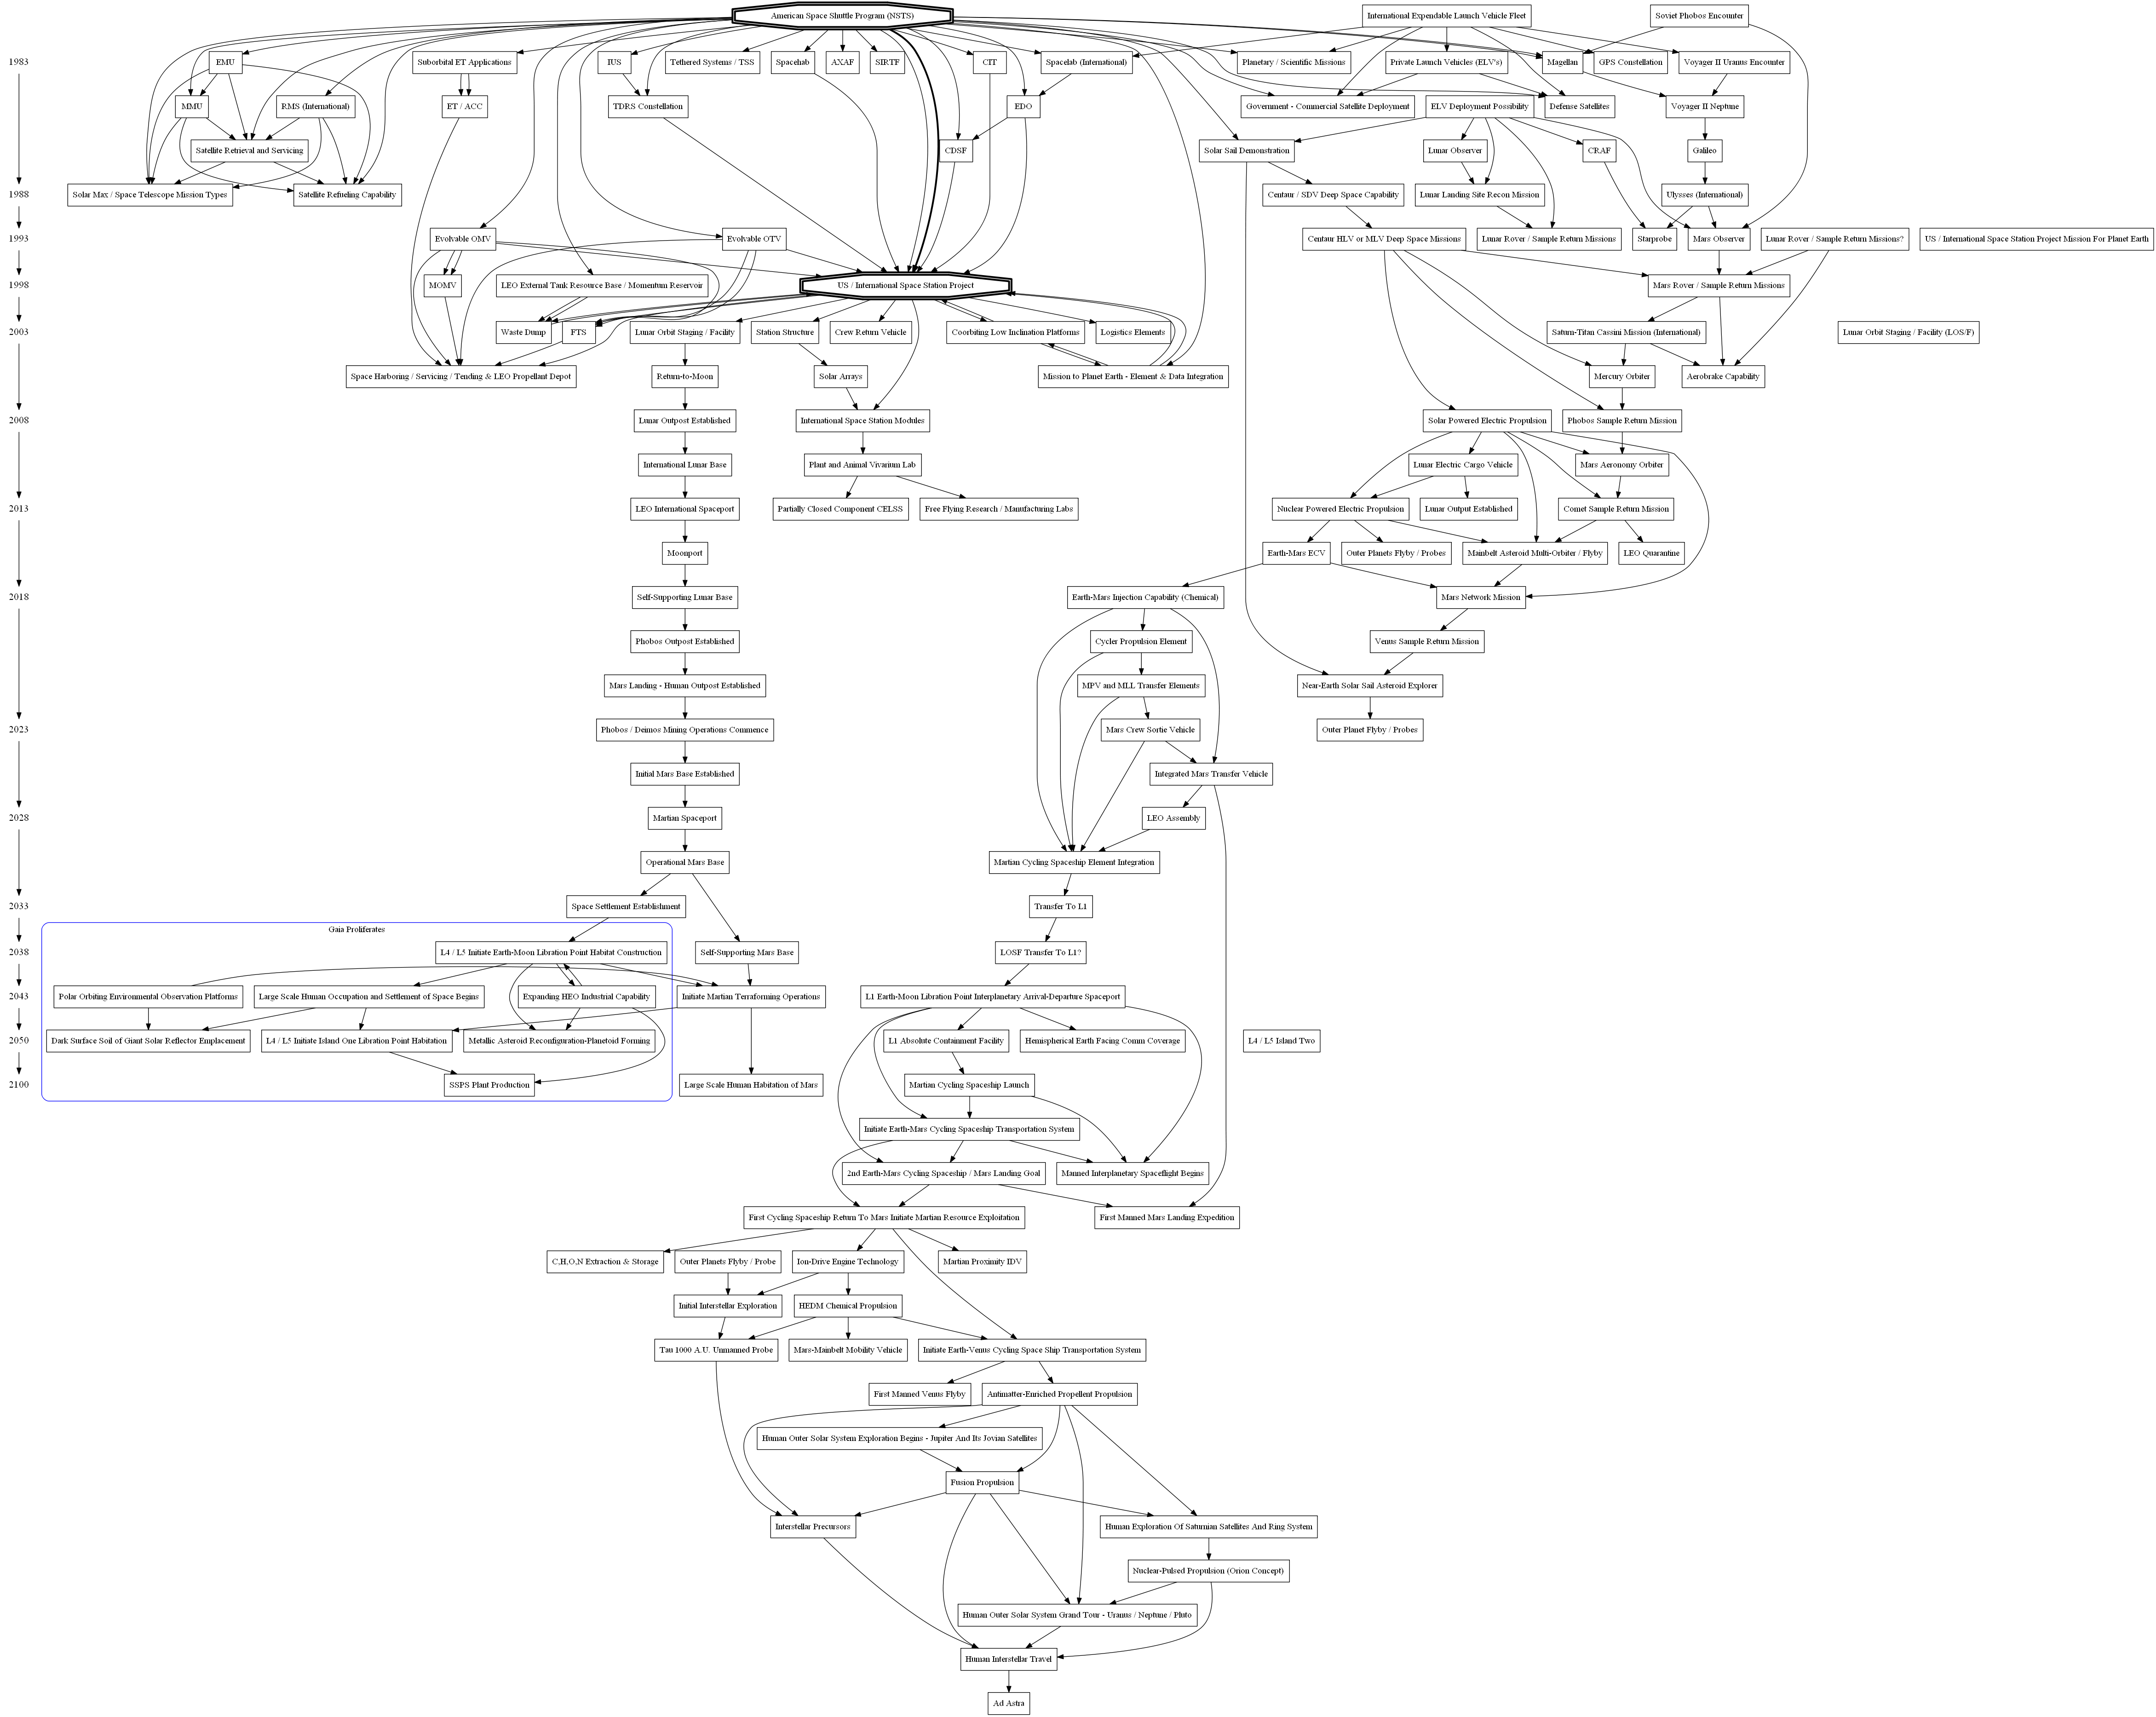 American Space Shuttle Program (NSTS)
International Expendable Launch Vehicle Fleet
Soviet Phobos Encounter
1983
EMU
Suborbital ET Applications
IUS
Tethered Systems / TSS
Spacehab
AXAF
SIRTF
CIT
Spacelab (International)
Planetary / Scientific Missions
Private Launch Vehicles (ELV's)
Magellan
GPS Constellation
Voyager II Uranus Encounter
MMU
RMS (International)
ET / ACC
TDRS Constellation
EDO
Government - Commercial Satellite Deployment
ELV Deployment Possibility
Defense Satellites
Voyager II Neptune
Satellite Retrieval and Servicing
CDSF
Solar Sail Demonstration
Lunar Observer
CRAF
Galileo
1988
Solar Max / Space Telescope Mission Types
Satellite Refueling Capability
Centaur / SDV Deep Space Capability
Lunar Landing Site Recon Mission
Ulysses (International)
1993
Evolvable OMV
Evolvable OTV
Centaur HLV or MLV Deep Space Missions
Lunar Rover / Sample Return Missions
Starprobe
Mars Observer
Lunar Rover / Sample Return Missions?
US / International Space Station Project Mission For Planet Earth
1998
MOMV
LEO External Tank Resource Base / Momentum Reservoir
US / International Space Station Project
Mars Rover / Sample Return Missions
2003
Waste Dump
FTS
Lunar Orbit Staging / Facility
Station Structure
Crew Return Vehicle
Coorbiting Low Inclination Platforms
Logistics Elements
Saturn-Titan Cassini Mission (International)
Lunar Orbit Staging / Facility (LOS/F)
Space Harboring / Servicing / Tending & LEO Propellant Depot
Return-to-Moon
Solar Arrays
Mission to Planet Earth - Element & Data Integration
Mercury Orbiter
Aerobrake Capability
2008
Lunar Outpost Established
International Space Station Modules
Solar Powered Electric Propulsion
Phobos Sample Return Mission
International Lunar Base
Plant and Animal Vivarium Lab
Lunar Electric Cargo Vehicle
Mars Aeronomy Orbiter
2013
LEO International Spaceport
Partially Closed Component CELSS
Free Flying Research / Manufacturing Labs
Nuclear Powered Electric Propulsion
Lunar Output Established
Comet Sample Return Mission
Moonport
Earth-Mars ECV
Outer Planets Flyby / Probes
Mainbelt Asteroid Multi-Orbiter / Flyby
LEO Quarantine
2018
Self-Supporting Lunar Base
Earth-Mars Injection Capability (Chemical)
Mars Network Mission
Phobos Outpost Established
Cycler Propulsion Element
Venus Sample Return Mission
Mars Landing - Human Outpost Established
MPV and MLL Transfer Elements
Near-Earth Solar Sail Asteroid Explorer
2023
Phobos / Deimos Mining Operations Commence
Mars Crew Sortie Vehicle
Outer Planet Flyby / Probes
Initial Mars Base Established
Integrated Mars Transfer Vehicle
2028
Martian Spaceport
LEO Assembly
Operational Mars Base
Martian Cycling Spaceship Element Integration
2033
Space Settlement Establishment
Transfer To L1
Gaia Proliferates
2038
L4 / L5 Initiate Earth-Moon Libration Point Habitat Construction
Self-Supporting Mars Base
LOSF Transfer To L1?
2043
Polar Orbiting Environmental Observation Platforms
Large Scale Human Occupation and Settlement of Space Begins
Expanding HEO Industrial Capability
Initiate Martian Terraforming Operations
L1 Earth-Moon Libration Point Interplanetary Arrival-Departure Spaceport
2050
Dark Surface Soil of Giant Solar Reflector Emplacement
L4 / L5 Initiate Island One Libration Point Habitation
Metallic Asteroid Reconfiguration-Planetoid Forming
L1 Absolute Containment Facility
Hemispherical Earth Facing Comm Coverage
L4 / L5 Island Two
2100
SSPS Plant Production
Large Scale Human Habitation of Mars
Martian Cycling Spaceship Launch
Initiate Earth-Mars Cycling Spaceship Transportation System
2nd Earth-Mars Cycling Spaceship / Mars Landing Goal
Manned Interplanetary Spaceflight Begins
First Cycling Spaceship Return To Mars Initiate Martian Resource Exploitation
First Manned Mars Landing Expedition
C,H,O,N Extraction & Storage
Outer Planets Flyby / Probe
Ion-Drive Engine Technology
Martian Proximity IDV
Initial Interstellar Exploration
HEDM Chemical Propulsion
Tau 1000 A.U. Unmanned Probe
Mars-Mainbelt Mobility Vehicle
Initiate Earth-Venus Cycling Space Ship Transportation System
First Manned Venus Flyby
Antimatter-Enriched Propellent Propulsion
Human Outer Solar System Exploration Begins - Jupiter And Its Jovian Satellites
Fusion Propulsion
Interstellar Precursors
Human Exploration Of Saturnian Satellites And Ring System
Nuclear-Pulsed Propulsion (Orion Concept)
Human Outer Solar System Grand Tour - Uranus / Neptune / Pluto
Human Interstellar Travel
Ad Astra